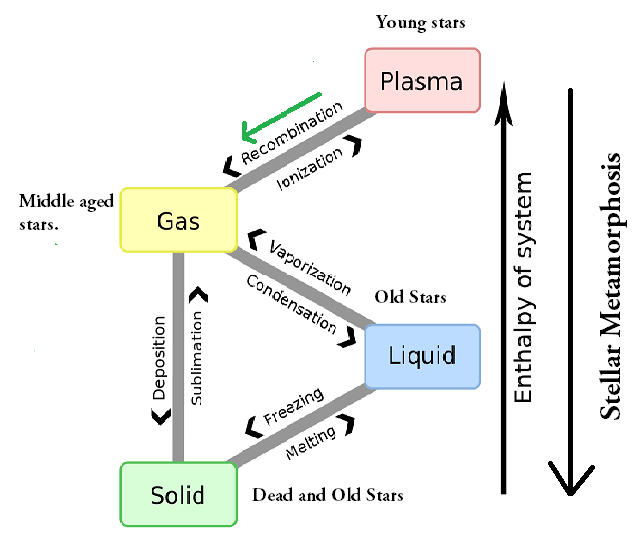 Young stars
Plasma
Recombination
Ionization
Middle aged
stars.
Gas
Vaporization
Condensation
Old Stars
Liquid
Deposition
Sublimation
Freezing
Melting
Solid
Dead and Old Stars
Enthalpy of system
Stellar Metamorphosis